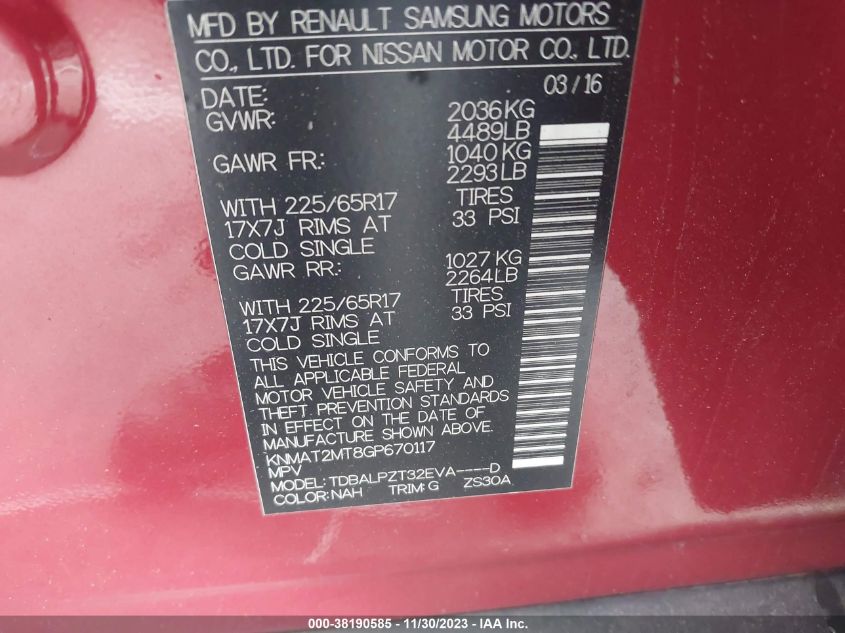 MFD BY RENAULT SAMSUNG MOTORS
CO., LTD. FOR NISSAN MOTOR CO., LTD.
DATE: 03/16
GVWR: 2036KG
4489LB
GAWR FR: 1040KG
2293LB
WITH 225/65R17 TIRES
17X7J RIMS AT 33 PSI
COLD SINGLE
GAWR RR: 1027 KG
2264LB
WITH 225/65R17 TIRES
17X7J RIMS AT 33 PSI
COLD SINGLE
THIS VEHICLE CONFORMS TO
ALL APPLICABLE FEDERAL
MOTOR VEHICLE SAFETY AND
THEFT PREVENTION STANDARDS
IN EFFECT ON THE DATE OF
MANUFACTURE SHOWN ABOVE.
KNMAT2MT8GP670117
MPV
MODEL: TDBALPZT32EVA----D
COLOR: NAH TRIM: G ZS30A
000-38190585 - 11/30/2023 - I___A___A Inc.